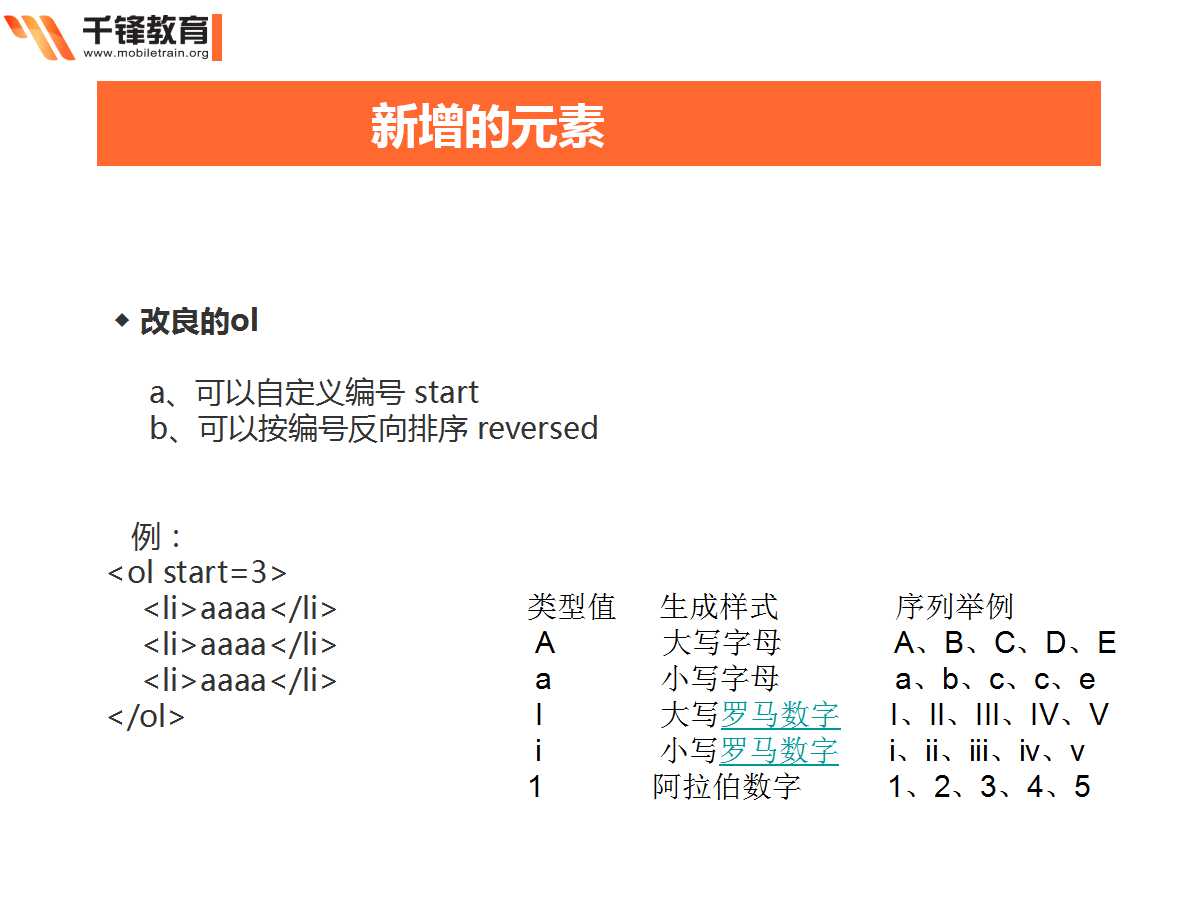 千锋教育
www.mobiletrain.org
新增的元素
◆ 改良的ol
a、可以自定义编号 start
b、可以按编号反向排序 reversed
例：
<ol start=3>
<li>aaaa</li>
<li>aaaa</li>
<li>aaaa</li>
</ol>
类型值 生成样式 序列举例
A 大写字母 A、B、C、D、E
a 小写字母 a、b、c、c、e
I 大写罗马数字 I、II、III、IV、V
i 小写罗马数字 i、ii、iii、iv、v
1 阿拉伯数字 1、2、3、4、5